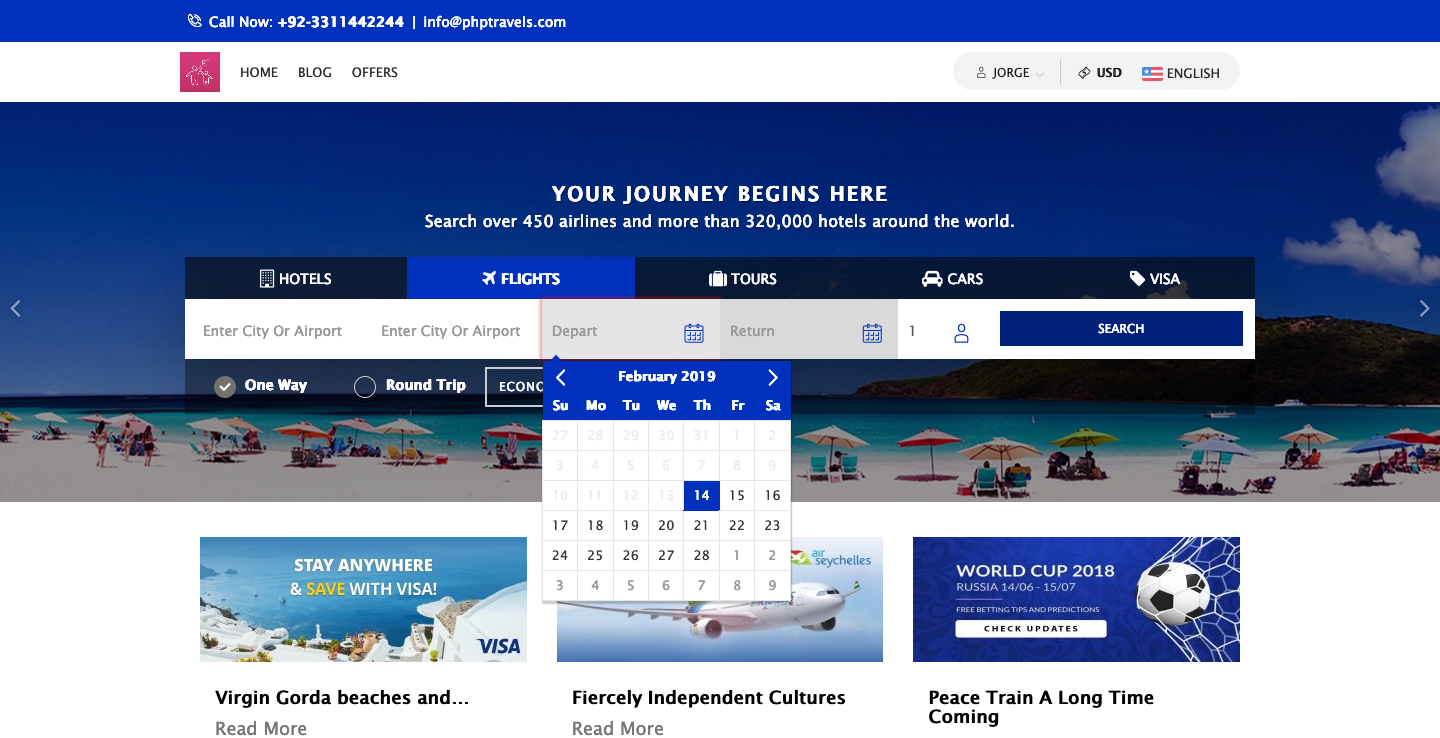 Call Now: +92-3311442244 | info@phptravels.com
HOME BLOG OFFERS JORGE USD ENGLISH
YOUR JOURNEY BEGINS HERE
Search over 450 airlines and more than 320,000 hotels around the world.
HOTELS FLIGHTS TOURS CARS VISA
Enter City Or Airport Enter City Or Airport Depart Return 1 SEARCH
One Way Round Trip ECONO
February 2019
Su Mo Tu We Th Fr Sa
27 28 29 30 31 1 2
3 4 5 6 7 8 9
10 11 12 13 14 15 16
17 18 19 20 21 22 23
24 25 26 27 28 1 2
3 4 5 6 7 8 9
STAY ANYWHERE
& SAVE WITH VISA!
VISA
air
seychelles
seychelles
WORLD CUP 2018
RUSSIA 14/06 - 15/07
FREE BETTING TIPS AND PREDICTIONS
CHECK UPDATES
Virgin Gorda beaches and...
Read More
Fiercely Independent Cultures
Read More
Peace Train A Long Time
Coming